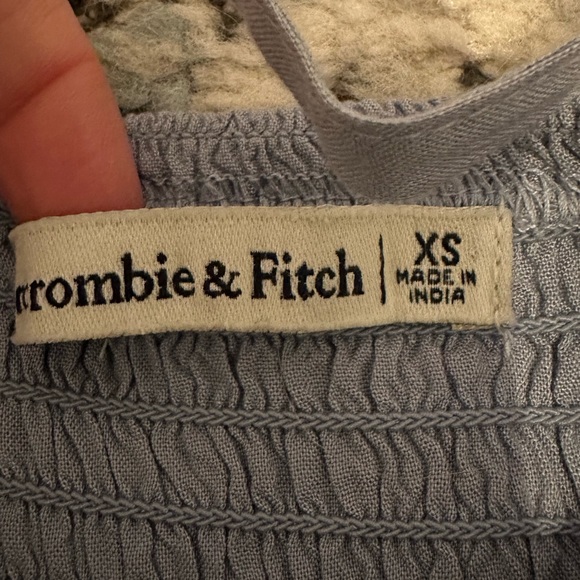 rcrombie & Fitch
XS
MADE IN
INDIA